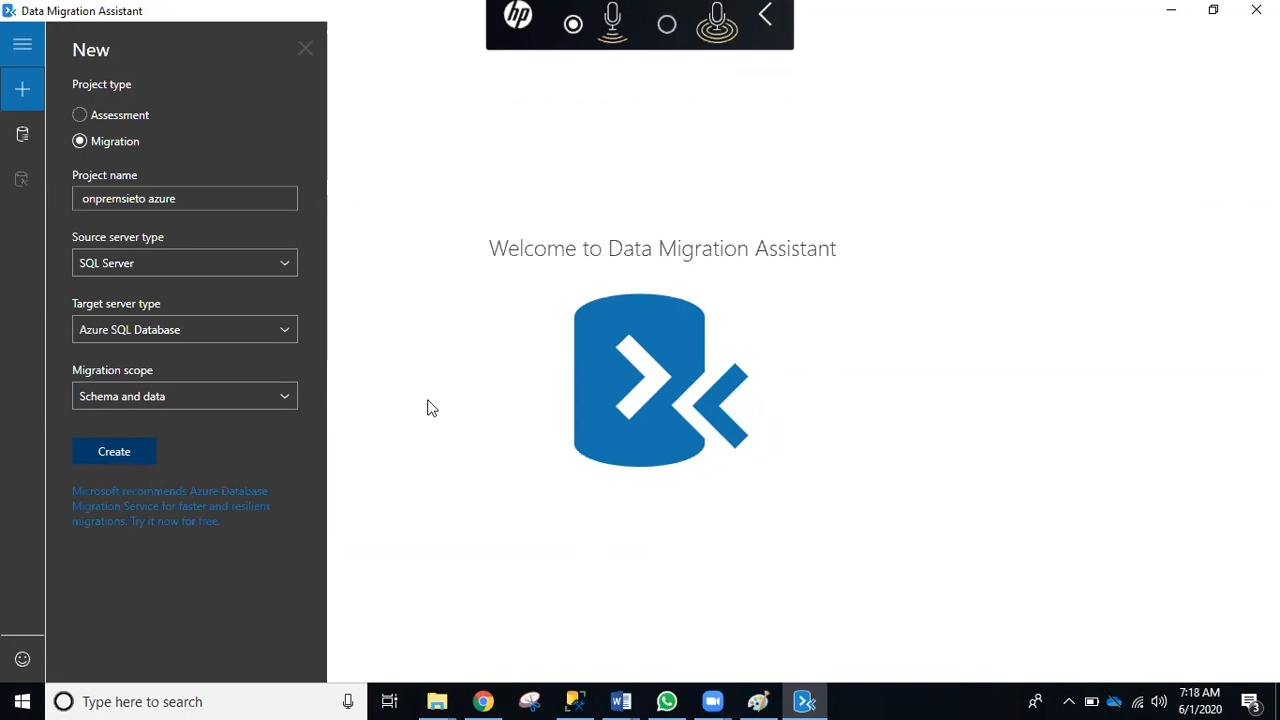 Data Migration Assistant
hp
New
Project type
Assessment
Migration
Project name
onpremsieto azure
Source server type
SQL Server
Target server type
Azure SQL Database
Migration scope
Schema and data
Create
Microsoft recommends Azure Database
Migration Service for faster and resilient
migrations. Try it now for free.
Welcome to Data Migration Assistant
Type here to search
7:18 AM
6/1/2020
3